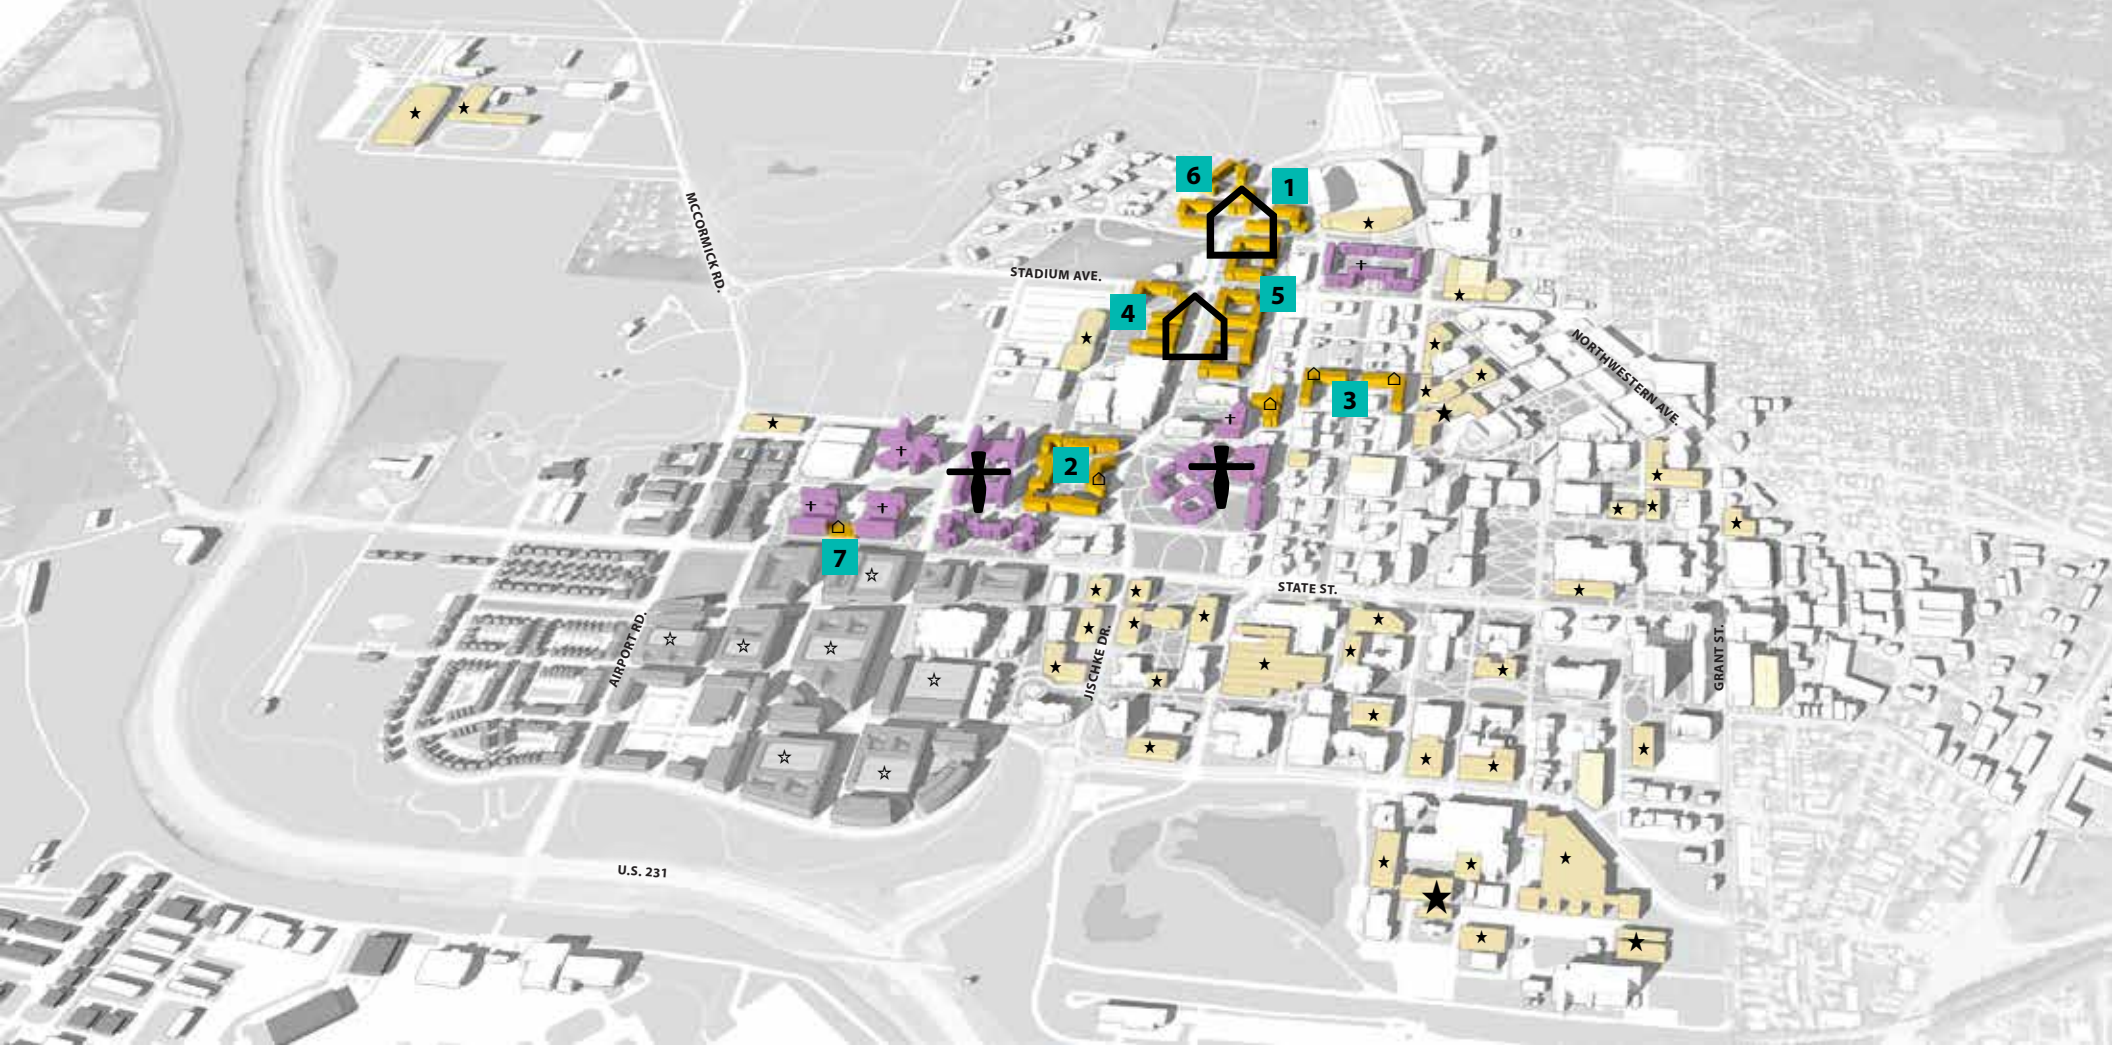 6
1
MCCORMICK RD.
STADIUM AVE.
5
4
NORTHWESTERN AVE.
3
2
7
STATE ST.
AIRPORT RD.
JISCHKE DR.
GRANT ST.
U.S. 231